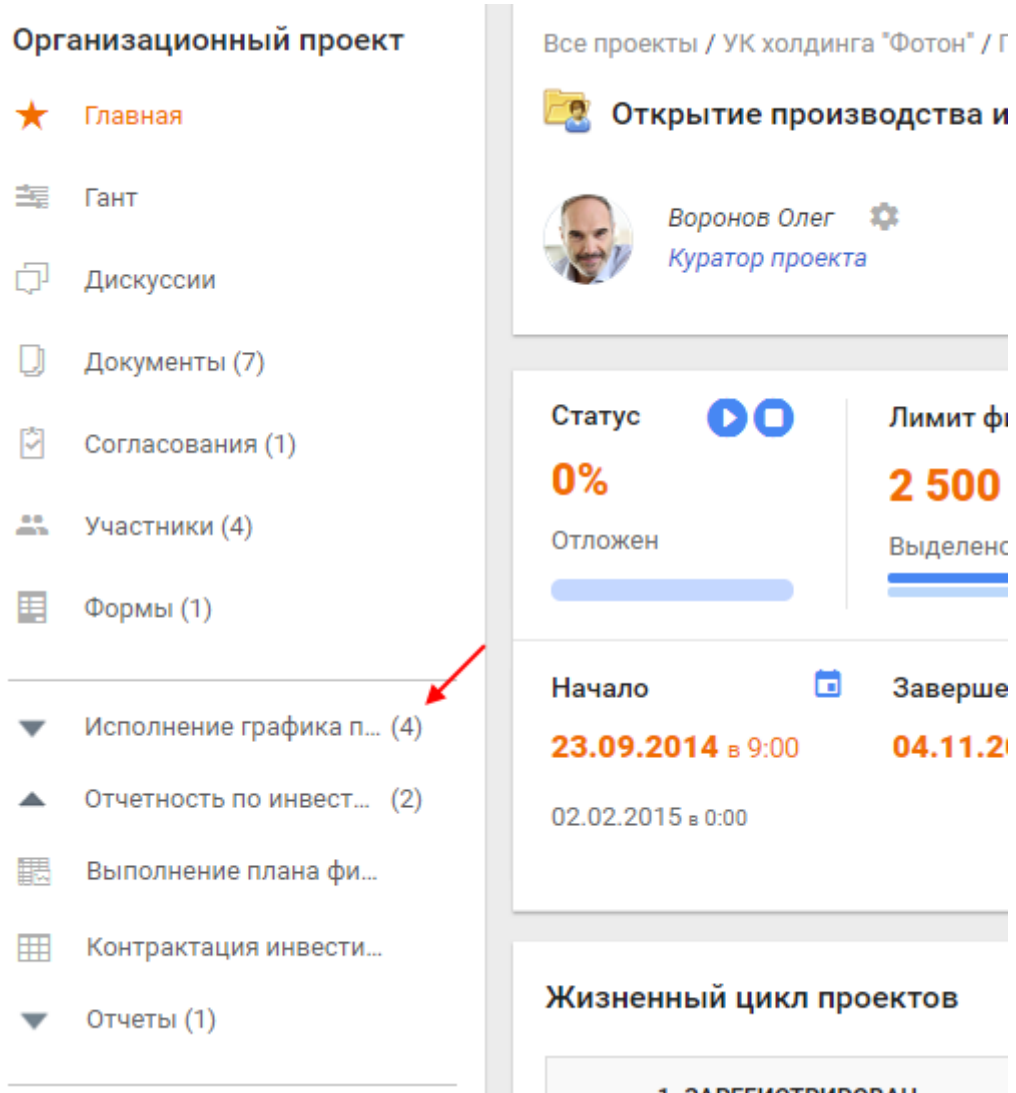 Организационный проект
Главная
Гант
Дискуссии
Документы (7)
Согласования (1)
Участники (4)
Формы (1)
Исполнение графика п... (4)
Отчетность по инвест... (2)
Выполнение плана фи...
Контрактация инвести...
Отчеты (1)
Все проекты / УК холдинга "Фотон" /
Открытие производства и
Воронов Олег
Куратор проекта
Статус
0%
Отложен
Лимит
2 500
Выделено
Начало
23.09.2014 в 9:00
02.02.2015 в 0:00
Заверше
04.11.20
Жизненный цикл проектов
1. ЗАРЕГИСТРИРОВАН